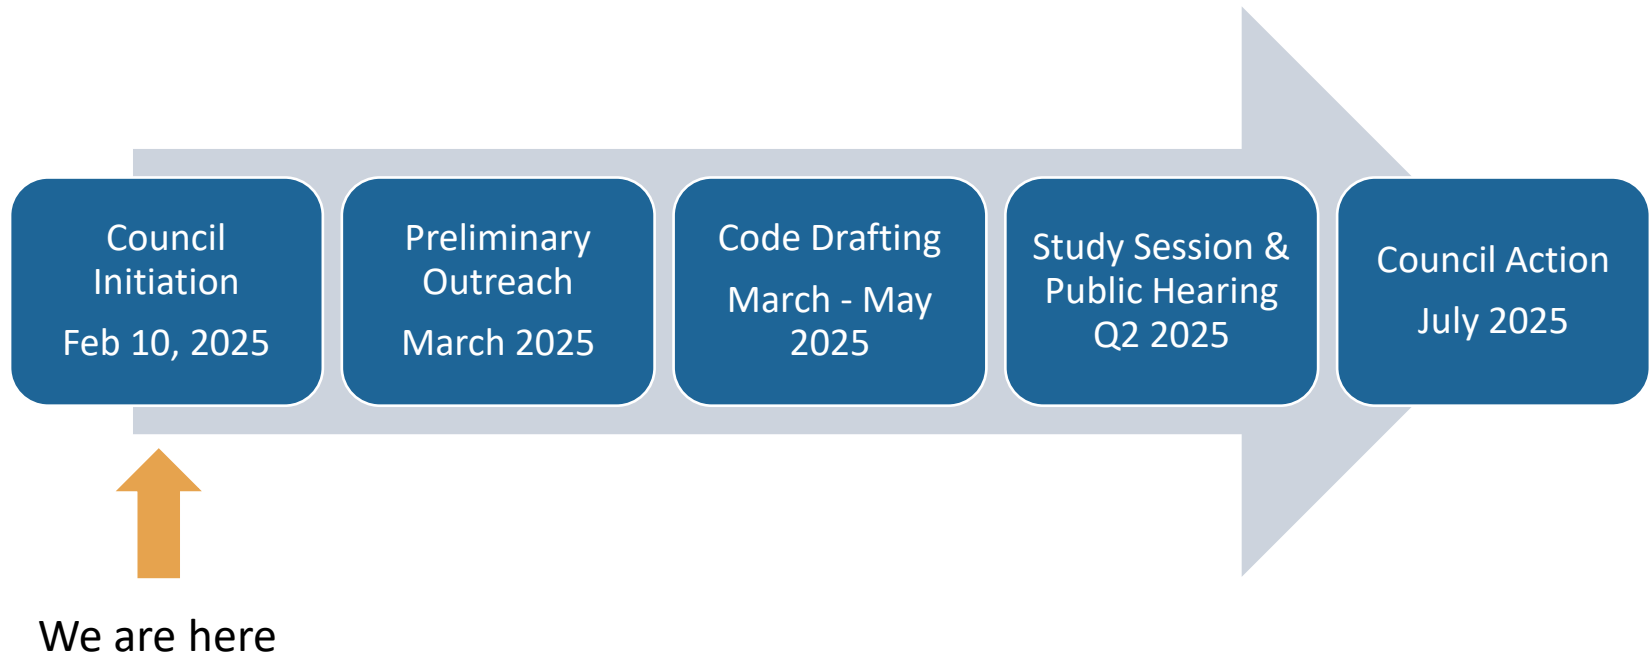 Council
Initiation
Feb 10, 2025
Preliminary
Outreach
March 2025
Code Drafting
March - May
2025
Study Session &
Public Hearing
Q2 2025
Council Action
July 2025
We are here